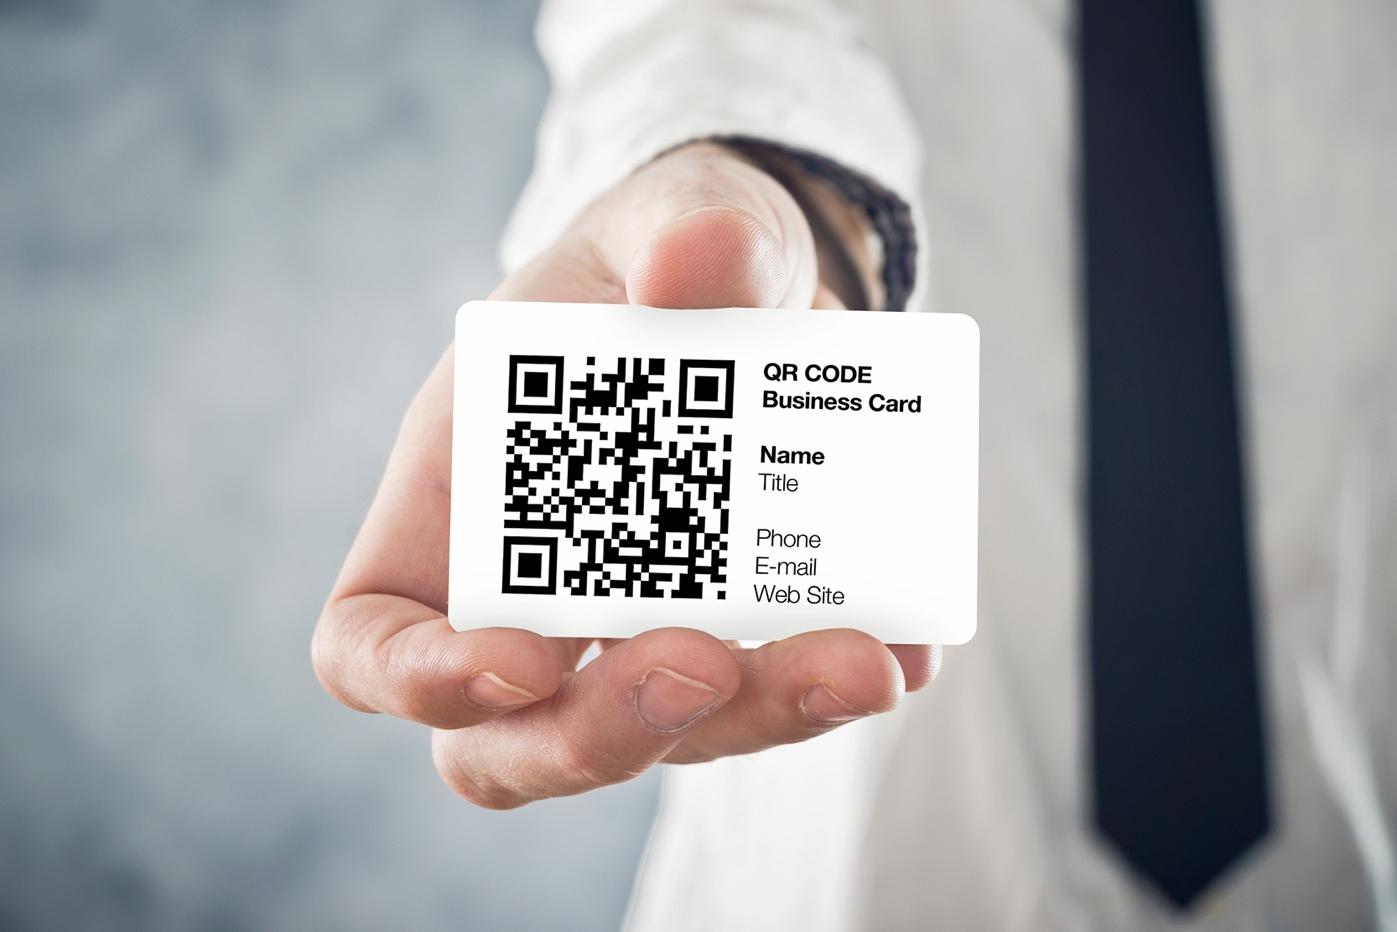 QR CODE
Business Card
Name
Title
Phone
E-mail
Web Site